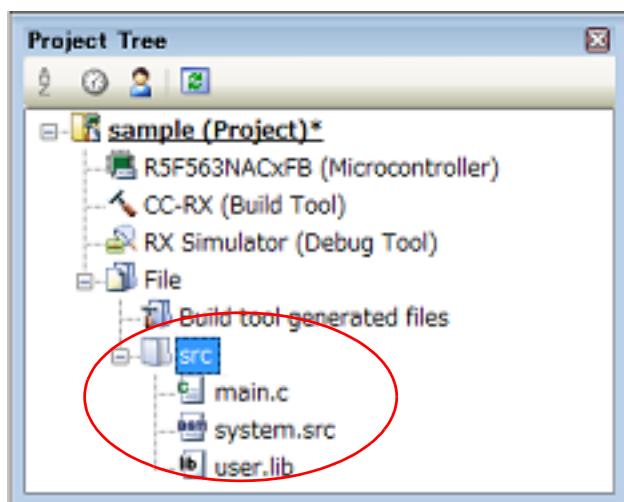 Project Tree
sample (Project)*
R5F563NACxFB (Microcontroller)
CC-RX (Build Tool)
RX Simulator (Debug Tool)
File
Build tool generated files
src
main.c
system.src
user.lib